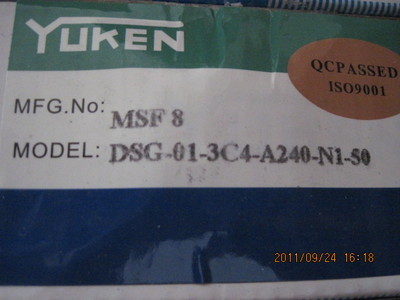 YUKEN
QCPASSED
ISO9001
MFG.No: MSF 8
MODEL: DSG-01-3C4-A240-N1-50
2011/09/24 16:18